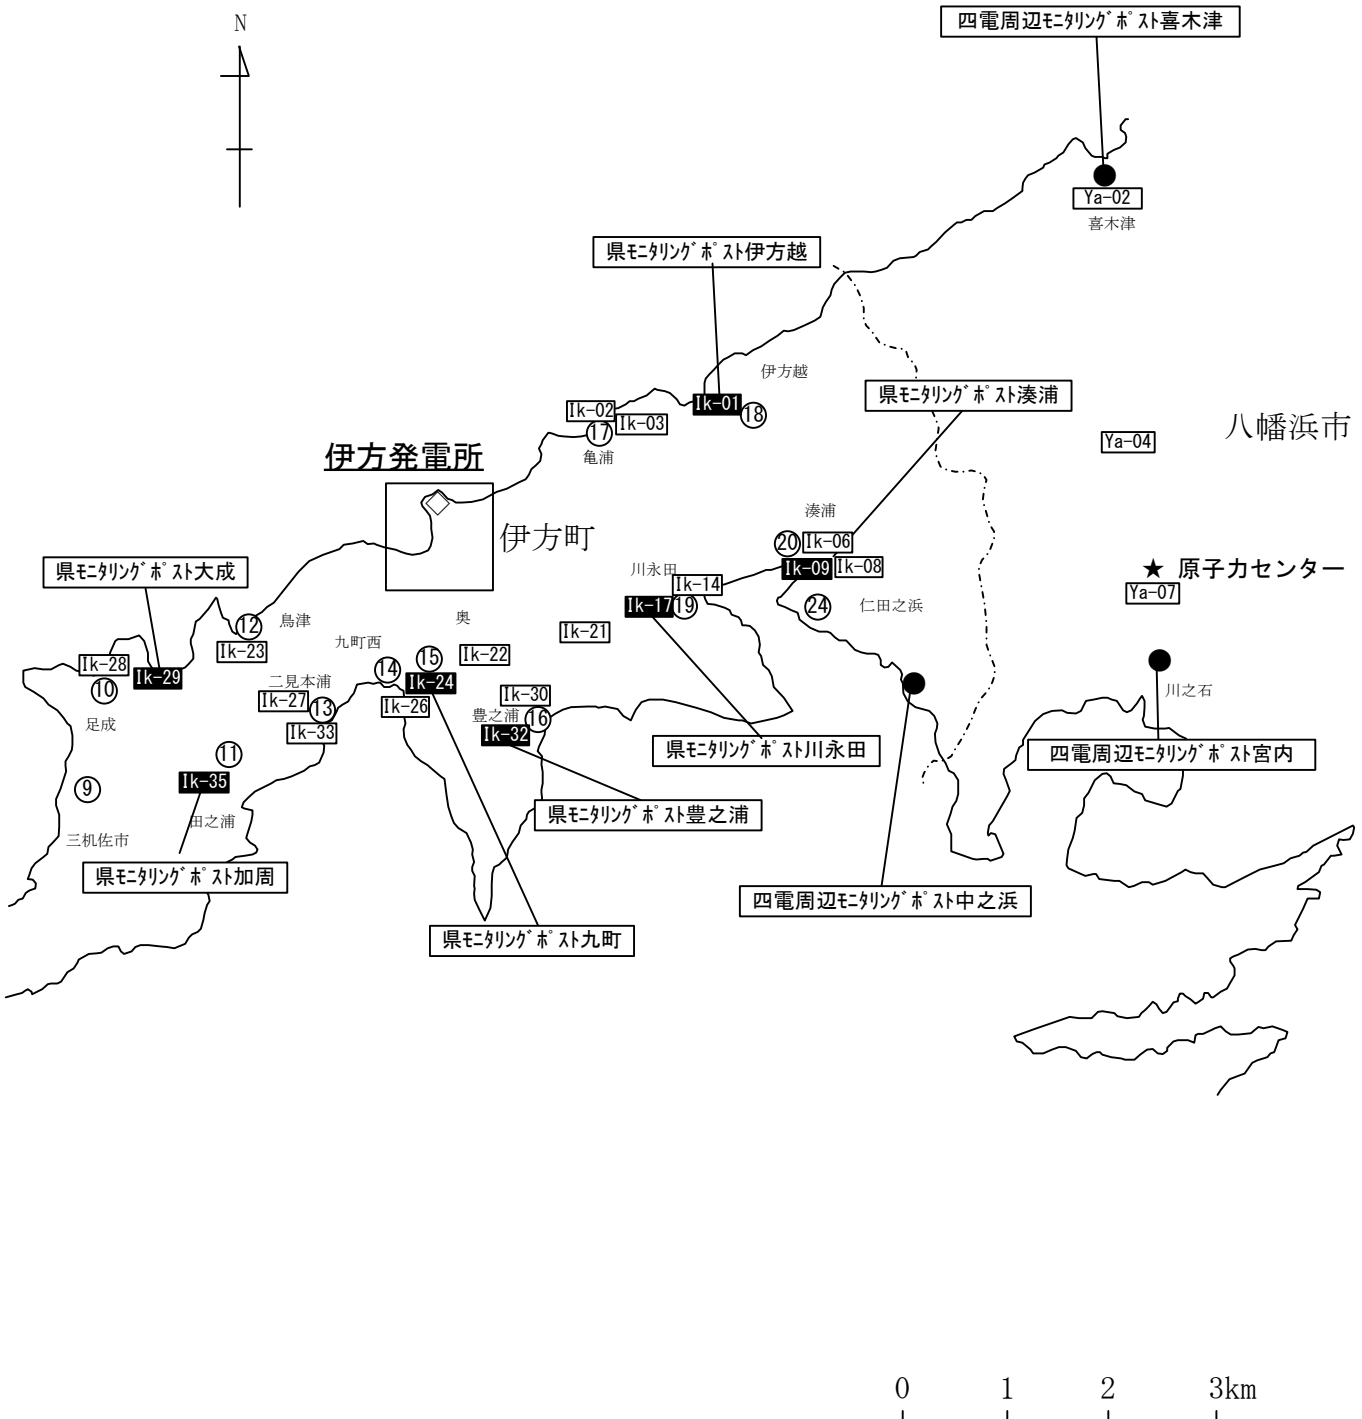 四電周辺ﾓﾆﾀﾘﾝｸﾞﾎﾟｽﾄ喜木津
N
Ya-02
喜木津
県ﾓﾆﾀﾘﾝｸﾞﾎﾟｽﾄ伊方越
伊方越
県ﾓﾆﾀﾘﾝｸﾞﾎﾟｽﾄ湊浦
Ik-01
⑱
Ik-02
Ik-03
⑰
亀浦
八幡浜市
Ya-04
伊方発電所
伊方町
湊浦
⑳
Ik-06
Ik-09
Ik-08
★ 原子力センター
Ya-07
県ﾓﾆﾀﾘﾝｸﾞﾎﾟｽﾄ大成
川永田
Ik-14
Ik-17
⑲
㉔
仁田之浜
⑫
鳥津
Ik-23
奥
Ik-21
九町西
Ik-22
⑮
⑭
Ik-24
Ik-26
Ik-28
Ik-29
⑩
足成
二見本浦
Ik-27
⑬
Ik-33
Ik-30
豊之浦
⑯
Ik-32
川之石
県ﾓﾆﾀﾘﾝｸﾞﾎﾟｽﾄ川永田
四電周辺ﾓﾆﾀﾘﾝｸﾞﾎﾟｽﾄ宮内
⑪
Ik-35
⑨
田之浦
三机佐市
県ﾓﾆﾀﾘﾝｸﾞﾎﾟｽﾄ豊之浦
県ﾓﾆﾀﾘﾝｸﾞﾎﾟｽﾄ加周
四電周辺ﾓﾆﾀﾘﾝｸﾞﾎﾟｽﾄ中之浜
県ﾓﾆﾀﾘﾝｸﾞﾎﾟｽﾄ九町
0 1 2 3km